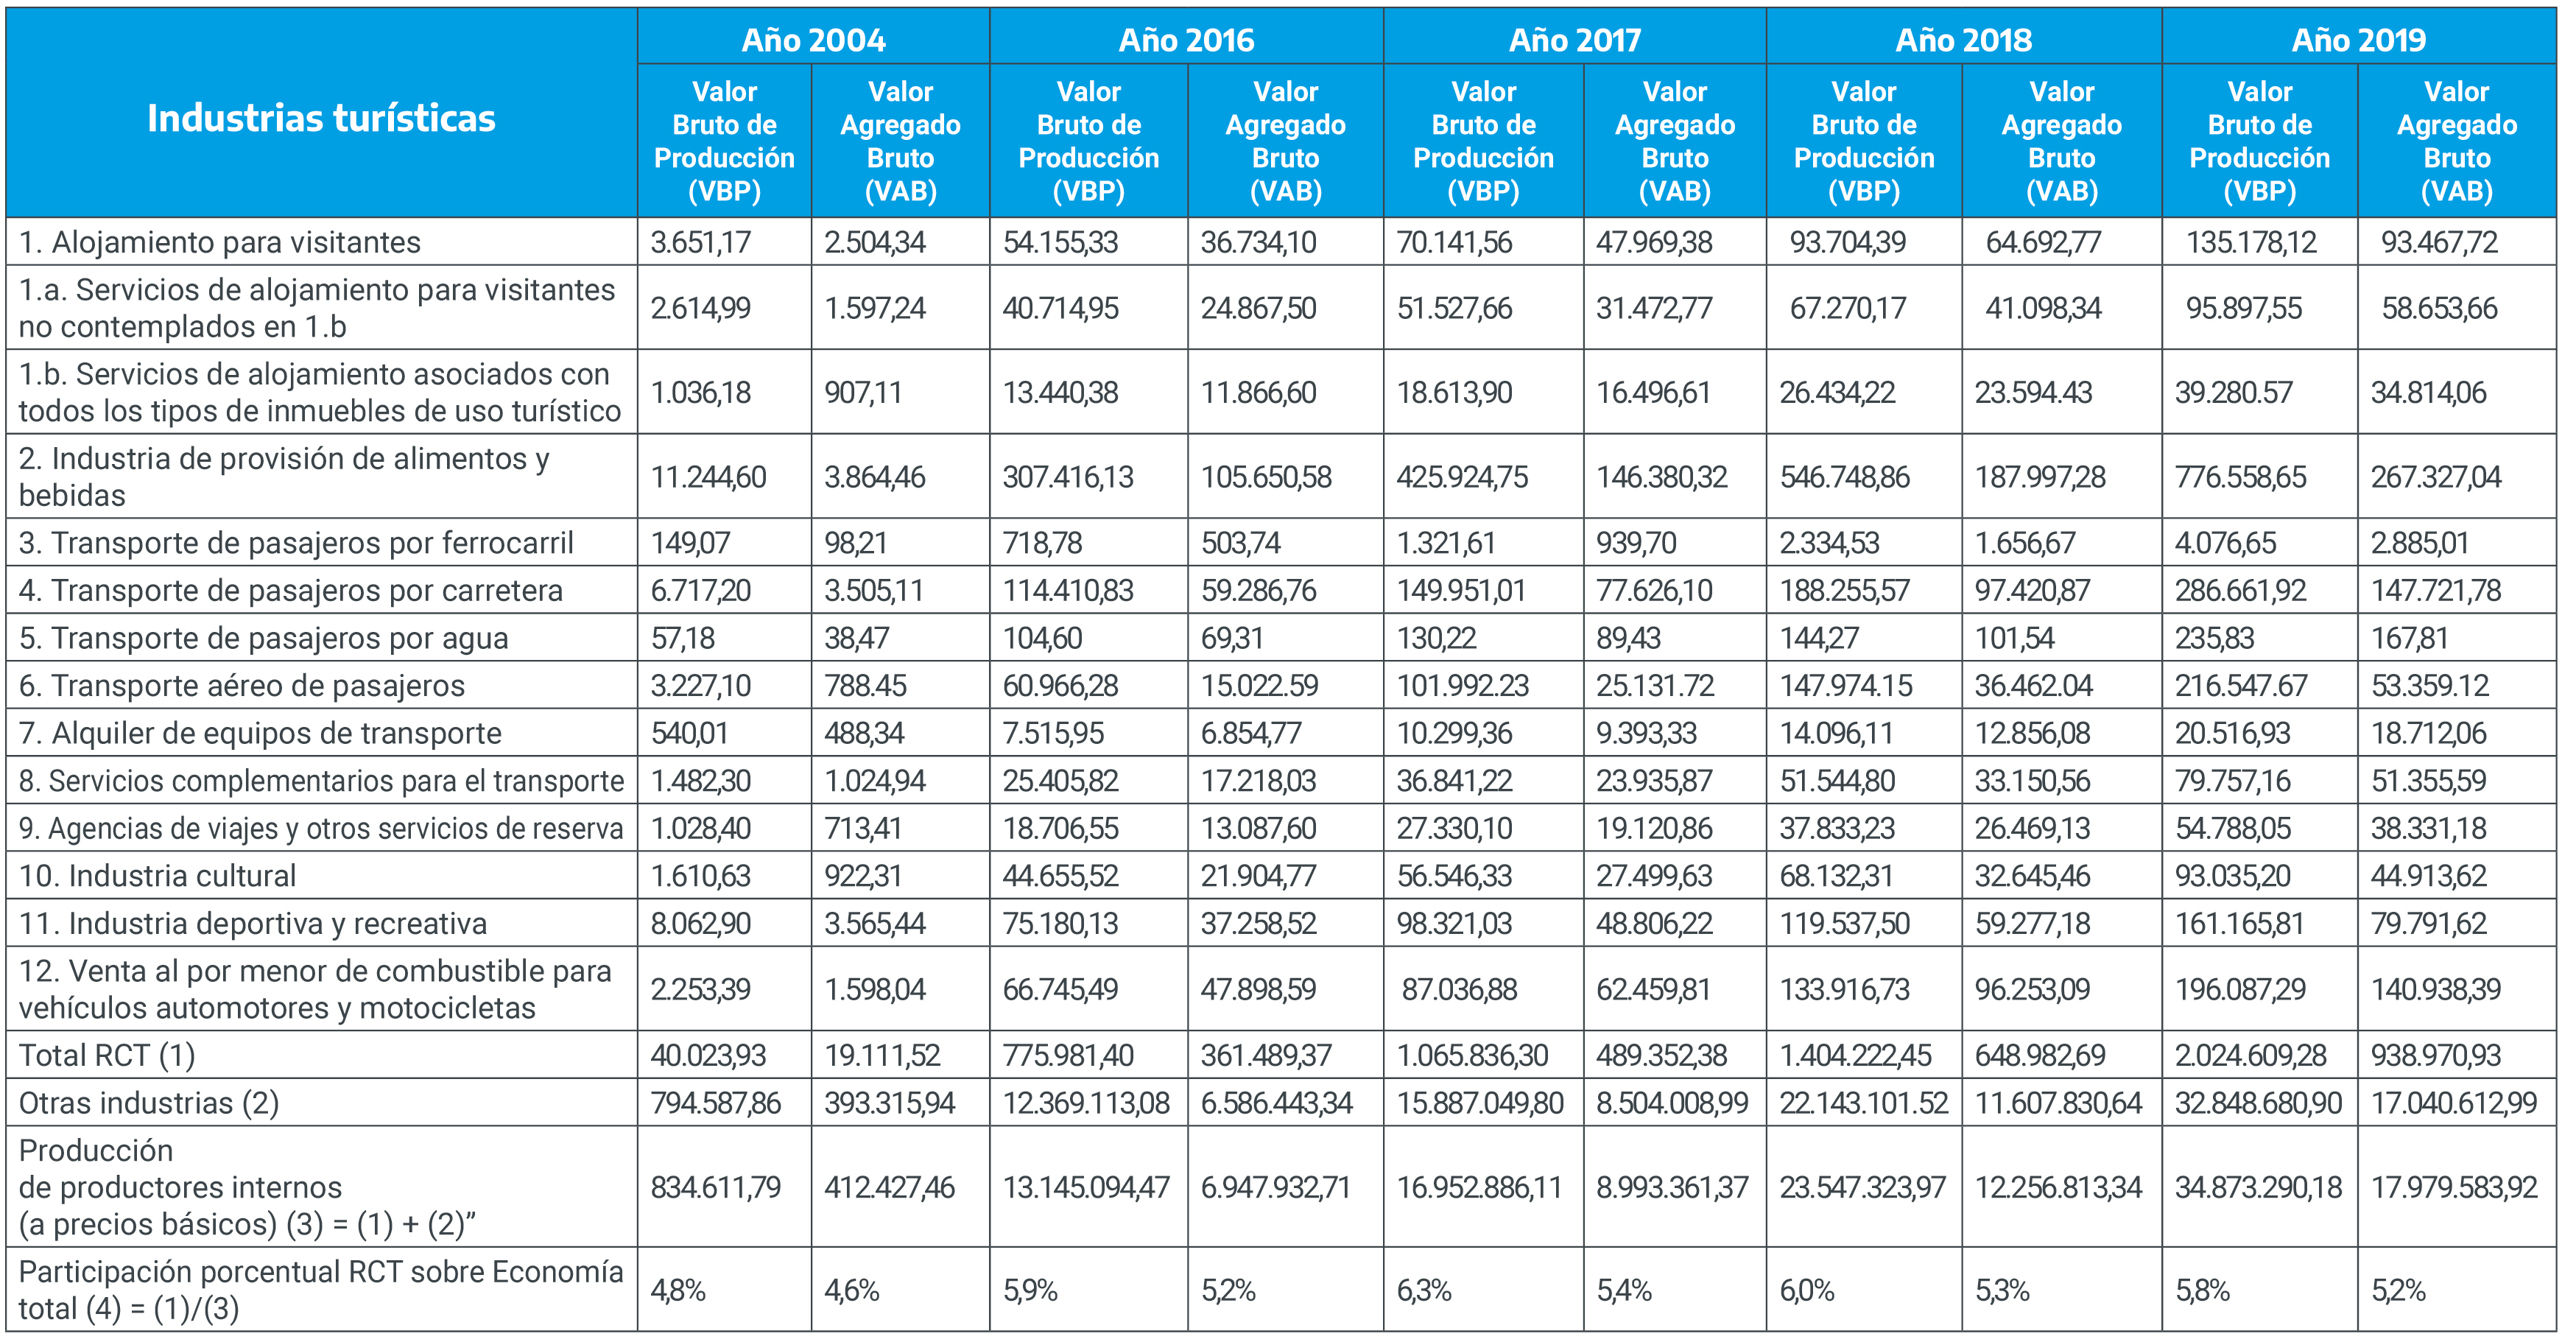 Industrias turísticas
Año 2004 Año 2016 Año 2017 Año 2018 Año 2019
Valor Valor Valor Valor Valor Valor Valor Valor Valor Valor
Bruto de Agregado Bruto de Agregado Bruto de Agregado Bruto de Agregado Bruto de Agregado
Producción Bruto Producción Bruto Producción Bruto Producción Bruto Producción Bruto
(VBP) (VAB) (VBP) (VAB) (VBP) (VAB) (VBP) (VAB) (VBP) (VAB)
1. Alojamiento para visitantes 3.651,17 2.504,34 54.155,33 36.734,10 70.141,56 47.969,38 93.704,39 64.692,77 135.178,12 93.467,72
1.a. Servicios de alojamiento para visitantes
no contemplados en 1.b 2.614,99 1.597,24 40.714,95 24.867,50 51.527,66 31.472,77 67.270,17 41.098,34 95.897,55 58.653,66
1.b. Servicios de alojamiento asociados con
todos los tipos de inmuebles de uso turístico 1.036,18 907,11 13.440,38 11.866,60 18.613,90 16.496,61 26.434,22 23.594.43 39.280.57 34.814,06
2. Industria de provisión de alimentos y
bebidas 11.244,60 3.864,46 307.416,13 105.650,58 425.924,75 146.380,32 546.748,86 187.997,28 776.558,65 267.327,04
3. Transporte de pasajeros por ferrocarril 149,07 98,21 718,78 503,74 1.321,61 939,70 2.334,53 1.656,67 4.076,65 2.885,01
4. Transporte de pasajeros por carretera 6.717,20 3.505,11 114.410,83 59.286,76 149.951,01 77.626,10 188.255,57 97.420,87 286.661,92 147.721,78
5. Transporte de pasajeros por agua 57,18 38,47 104,60 69,31 130,22 89,43 144,27 101,54 235,83 167,81
6. Transporte aéreo de pasajeros 3.227,10 788.45 60.966,28 15.022.59 101.992.23 25.131.72 147.974.15 36.462.04 216.547.67 53.359.12
7. Alquiler de equipos de transporte 540,01 488,34 7.515,95 6.854,77 10.299,36 9.393,33 14.096,11 12.856,08 20.516,93 18.712,06
8. Servicios complementarios para el transporte 1.482,30 1.024,94 25.405,82 17.218,03 36.841,22 23.935,87 51.544,80 33.150,56 79.757,16 51.355,59
9. Agencias de viajes y otros servicios de reserva 1.028,40 713,41 18.706,55 13.087,60 27.330,10 19.120,86 37.833,23 26.469,13 54.788,05 38.331,18
10. Industria cultural 1.610,63 922,31 44.655,52 21.904,77 56.546,33 27.499,63 68.132,31 32.645,46 93.035,20 44.913,62
11. Industria deportiva y recreativa 8.062,90 3.565,44 75.180,13 37.258,52 98.321,03 48.806,22 119.537,50 59.277,18 161.165,81 79.791,62
12. Venta al por menor de combustible para
vehículos automotores y motocicletas 2.253,39 1.598,04 66.745,49 47.898,59 87.036,88 62.459,81 133.916,73 96.253,09 196.087,29 140.938,39
Total RCT (1) 40.023,93 19.111,52 775.981,40 361.489,37 1.065.836,30 489.352,38 1.404.222,45 648.982,69 2.024.609,28 938.970,93
Otras industrias (2) 794.587,86 393.315,94 12.369.113,08 6.586.443,34 15.887.049,80 8.504.008,99 22.143.101.52 11.607.830,64 32.848.680,90 17.040.612,99
Producción
de productores internos 834.611,79 412.427,46 13.145.094,47 6.947.932,71 16.952.886,11 8.993.361,37 23.547.323,97 12.256.813,34 34.873.290,18 17.979.583,92
(a precios básicos) (3) = (1) + (2)”
Participación porcentual RCT sobre Economía
total (4) = (1)/(3) 4,8% 4,6% 5,9% 5,2% 6,3% 5,4% 6,0% 5,3% 5,8% 5,2%